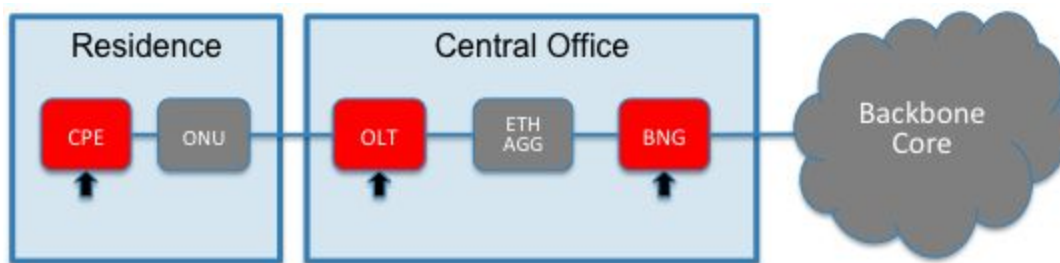 Residence
Central Office
CPE
ONU
OLT
ETH
AGG
BNG
Backbone
Core